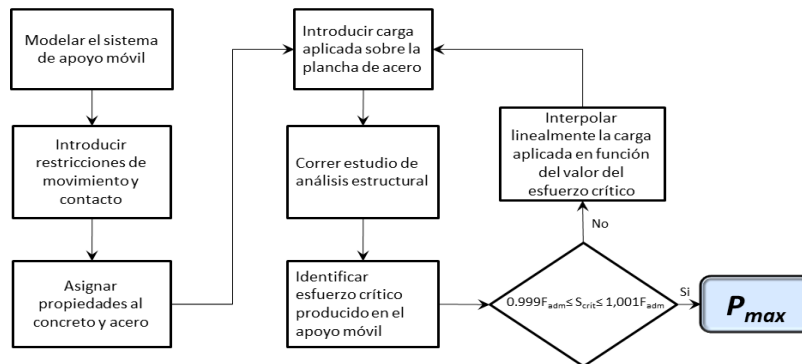 Modelar el sistema
de apoyo móvil
Introducir
restricciones de
movimiento y
contacto
Asignar
propiedades al
concreto y acero
Introducir carga
aplicada sobre la
plancha de acero
Correr estudio de
análisis estructural
Identificar
esfuerzo crítico
producido en el
apoyo móvil
0.999Fadm≤ Scrit≤ 1,001Fadm
No
Interpolar
linealmente la carga
aplicada en función
del valor del
esfuerzo crítico
Si
Pmax